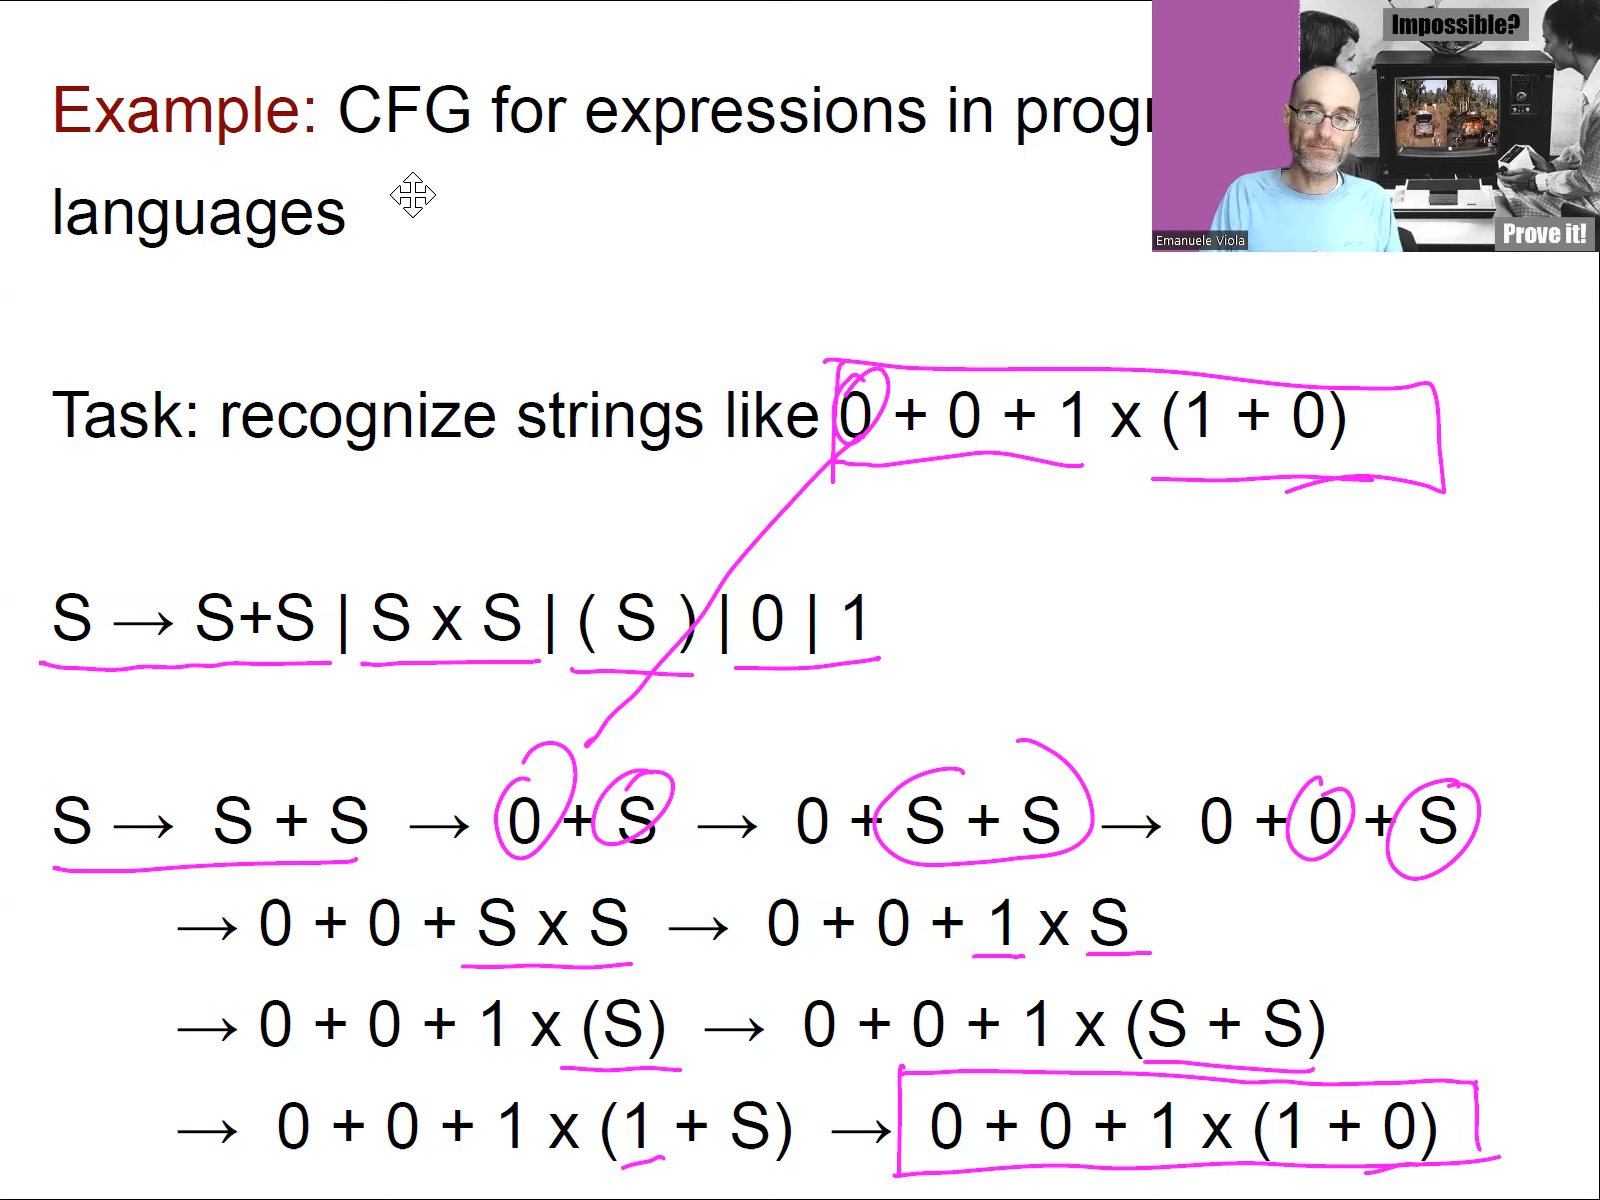 Impossible?
Example: CFG for expressions in
languages
Emanuele Viola
Prove it!
Task: recognize strings like 0 + 0 + 1 x (1 + 0)
S → S+S | S x S | ( S ) | 0 | 1
S → S + S → 0 + S → 0 + S + S → 0 + 0 + S
→ 0 + 0 + S x S → 0 + 0 + 1 x S
→ 0 + 0 + 1 x (S) → 0 + 0 + 1 x (S + S)
→ 0 + 0 + 1 x (1 + S) → 0 + 0 + 1 x (1 + 0)